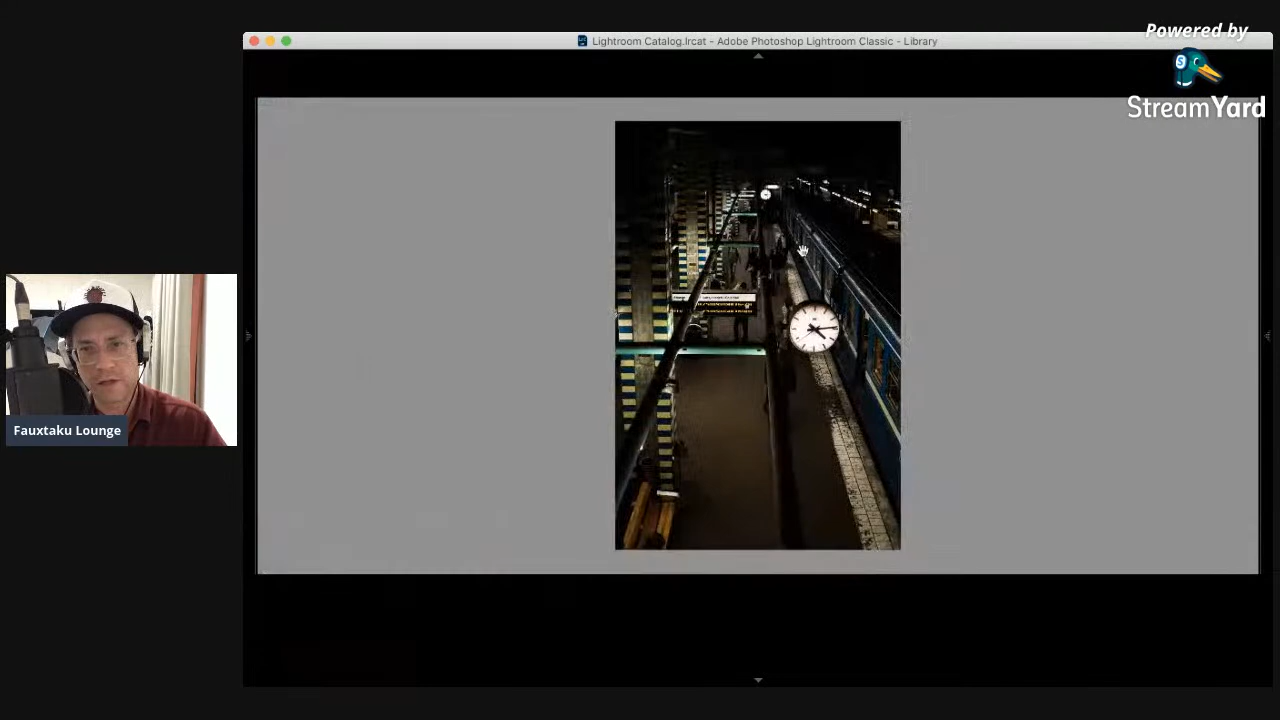 Lightroom Catalog.lrcat - Adobe Photoshop Lightroom Classic - Library
Powered by
StreamYard
Fauxtaku Lounge